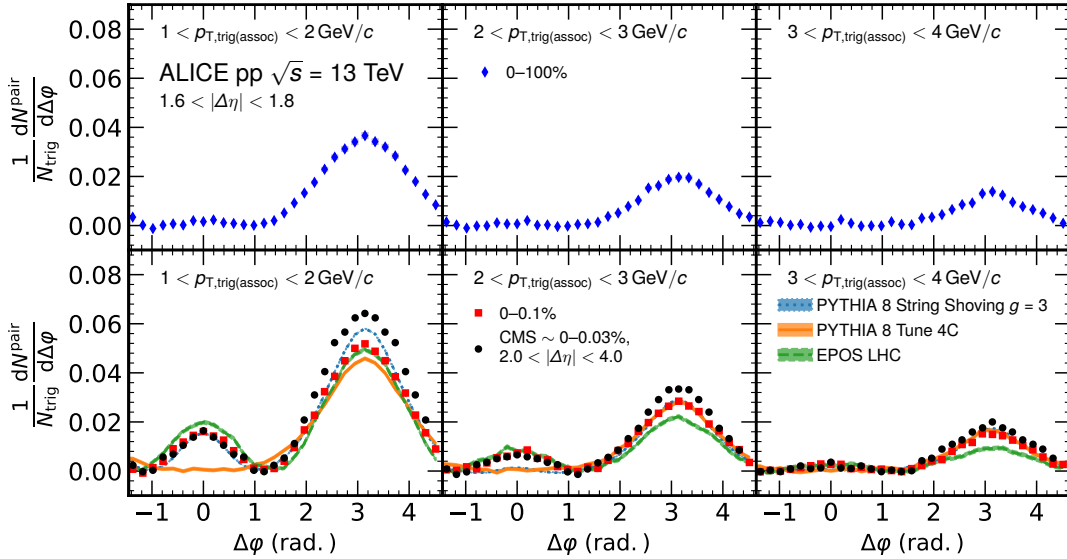 0.08
0.06
0.04
0.02
0.00
1/N_trig dN^pair/dΔφ
1 < p_T,trig(assoc) < 2 GeV/c
ALICE pp √s = 13 TeV
1.6 < |Δη| < 1.8
2 < p_T,trig(assoc) < 3 GeV/c
0–100%
3 < p_T,trig(assoc) < 4 GeV/c
0.08
0.06
0.04
0.02
0.00
1/N_trig dN^pair/dΔφ
1 < p_T,trig(assoc) < 2 GeV/c
2 < p_T,trig(assoc) < 3 GeV/c
0–0.1%
CMS ∼ 0–0.03%,
2.0 < |Δη| < 4.0
3 < p_T,trig(assoc) < 4 GeV/c
PYTHIA 8 String Shoving g = 3
PYTHIA 8 Tune 4C
EPOS LHC
−1 0 1 2 3 4
−1 0 1 2 3 4
−1 0 1 2 3 4
Δφ (rad. )
Δφ (rad. )
Δφ (rad. )